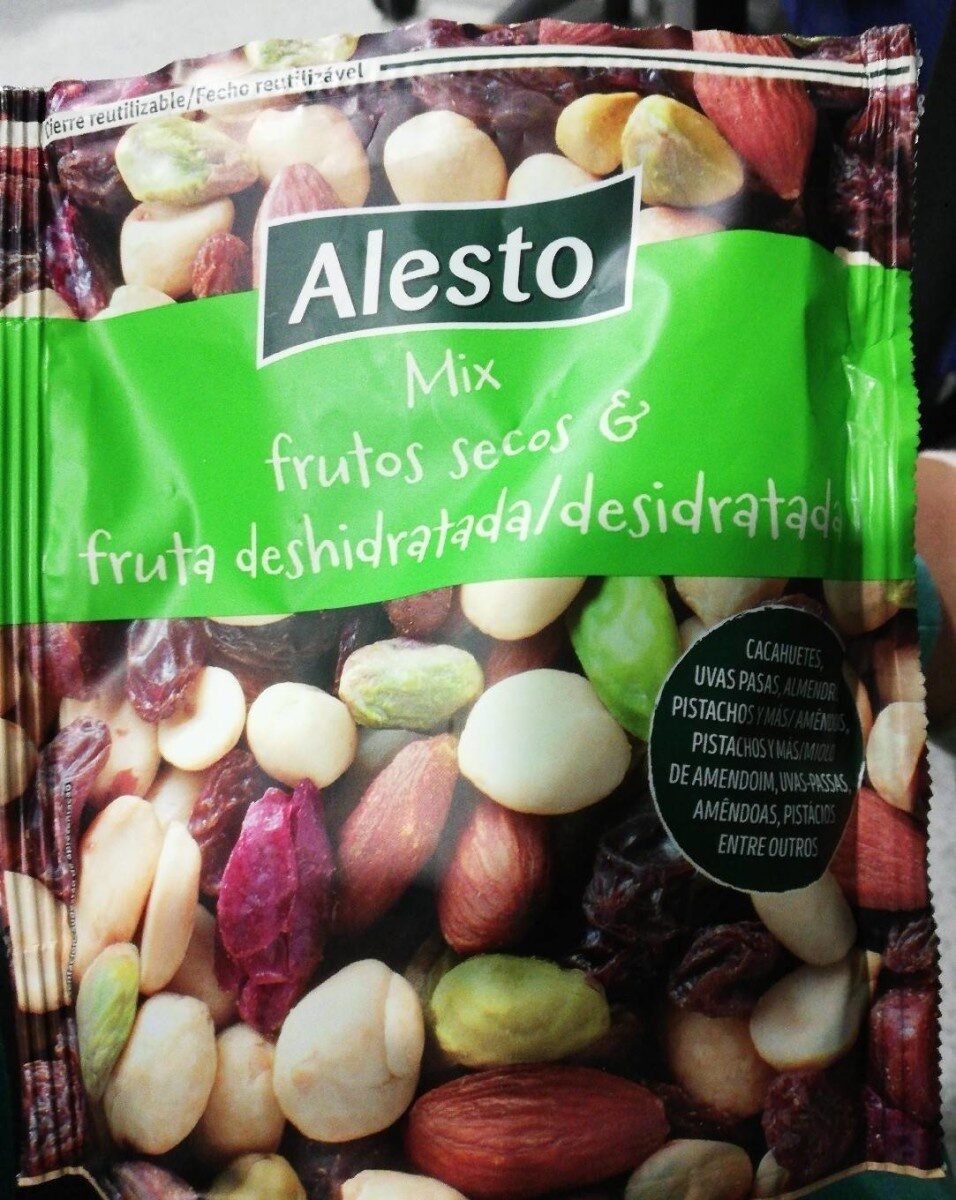 Cierre reutilizable/Fecho reutilizável
Alesto
Mix
frutos secos &
fruta deshidratada/desidratada
CACAHUETES,
UVAS PASAS, ALMENDR
PISTACHOS Y MÁS/AMÊNDOAS,
PISTACHOS Y MÁS/MIOLO
DE AMENDOIM, UVAS-PASSAS,
AMÊNDOAS, PISTÁCIOS
ENTRE OUTROS